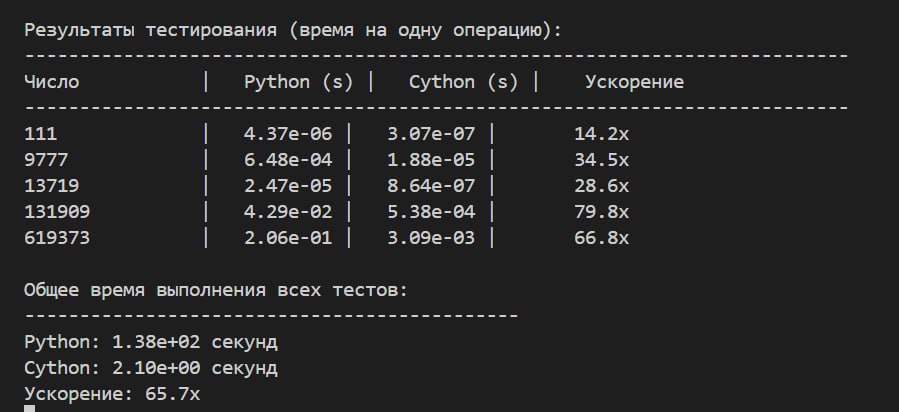 Результаты тестирования (время на одну операцию):
---------------------------------------------------------------------------
Число           |   Python (s) |   Cython (s) |    Ускорение
---------------------------------------------------------------------------
111             |   4.37e-06 |   3.07e-07 |       14.2x
9777            |   6.48e-04 |   1.88e-05 |       34.5x
13719           |   2.47e-05 |   8.64e-07 |       28.6x
131909          |   4.29e-02 |   5.38e-04 |       79.8x
619373          |   2.06e-01 |   3.09e-03 |       66.8x
Общее время выполнения всех тестов:
---------------------------------------------
Python: 1.38e+02 секунд
Cython: 2.10e+00 секунд
Ускорение: 65.7x